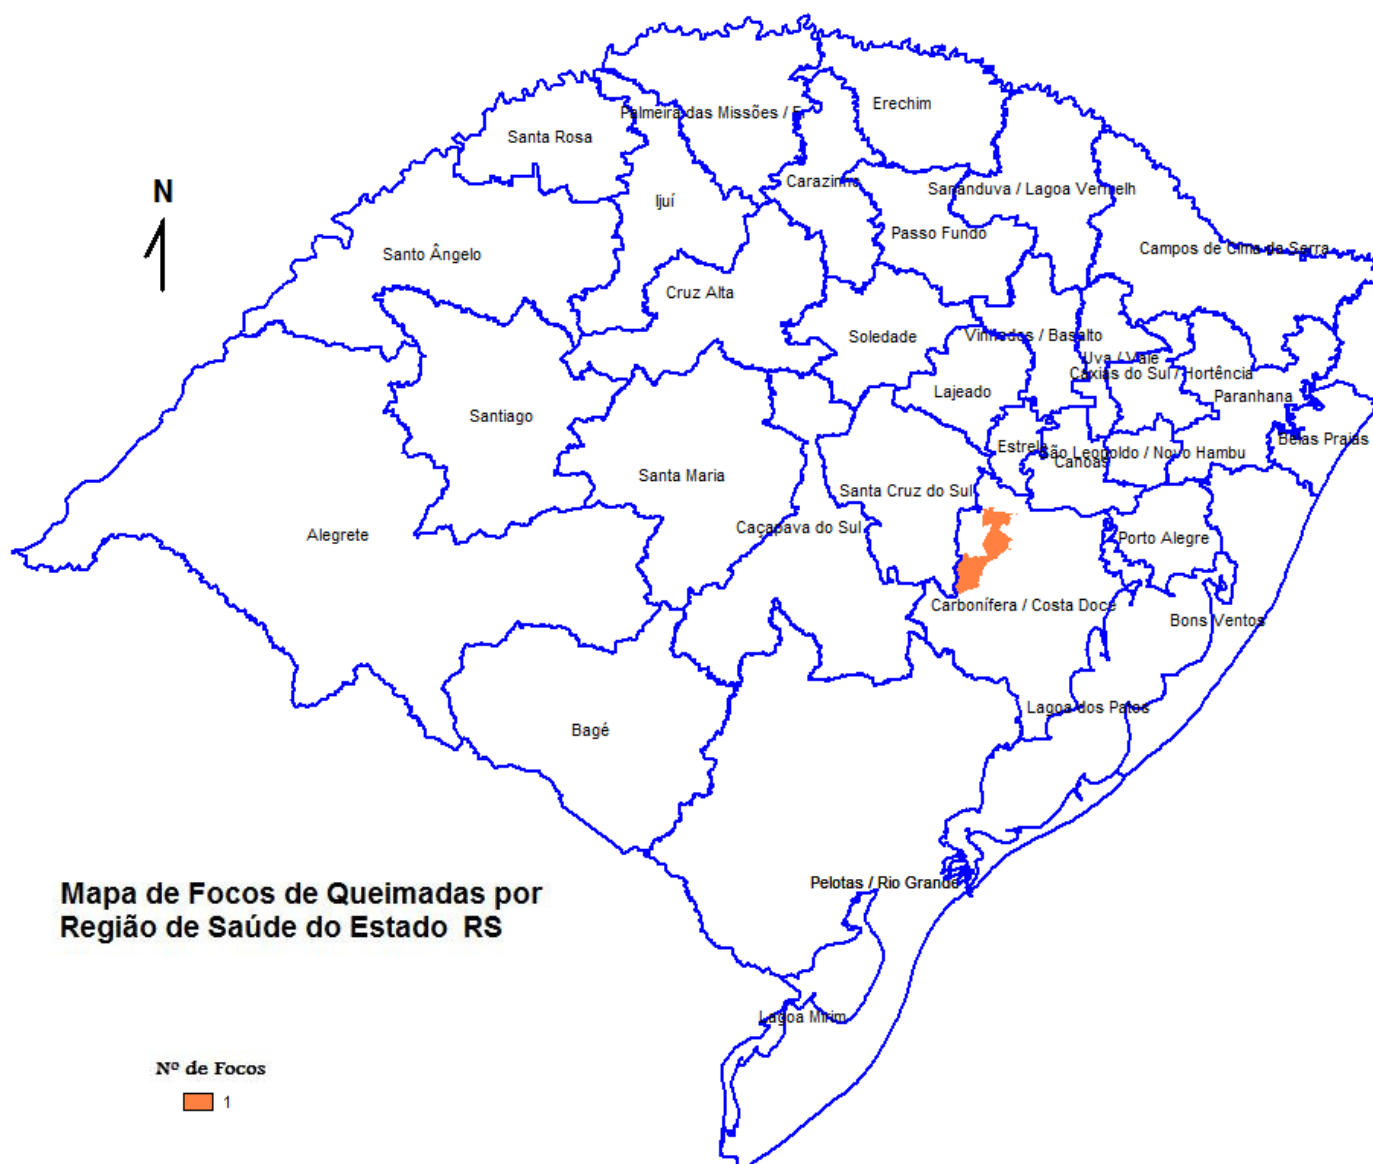 Erechim
Palmeira das Missões / Fr
Santa Rosa
N
Carazinho
Sananduva / Lagoa Vermelh
Ijuí
Passo Fundo
Campos de Cima da Serra
Santo Ângelo
Cruz Alta
Soledade
Vinhedos / Basalto
Uva / Vale
Caxias do Sul / Hortência
Lajeado
Paranhana
Santiago
Belas Praias
Estrela
São Leopoldo / Novo Hambu
Canoas
Santa Maria
Santa Cruz do Sul
Caçapava do Sul
Alegrete
Porto Alegre
Carbonífera / Costa Doce
Bons Ventos
Lagoa dos Patos
Bagé
Pelotas / Rio Grande
Mapa de Focos de Queimadas por
Região de Saúde do Estado RS
Lagoa Mirim
Nº de Focos
1